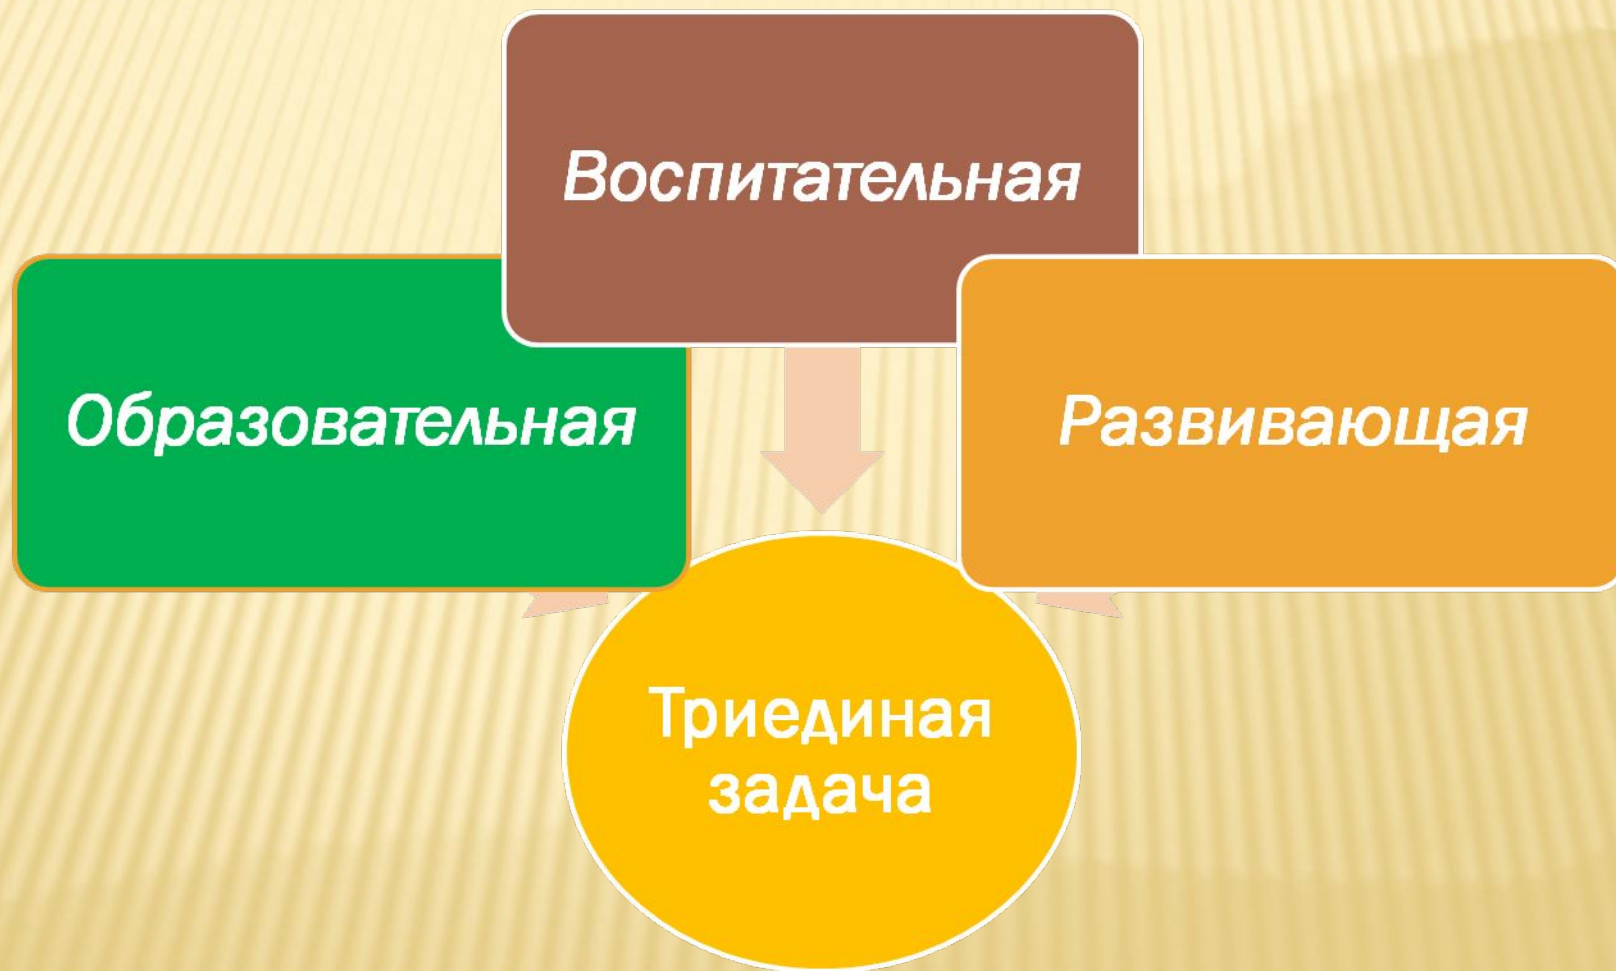 Воспитательная
Образовательная
Развивающая
Триединая
задача